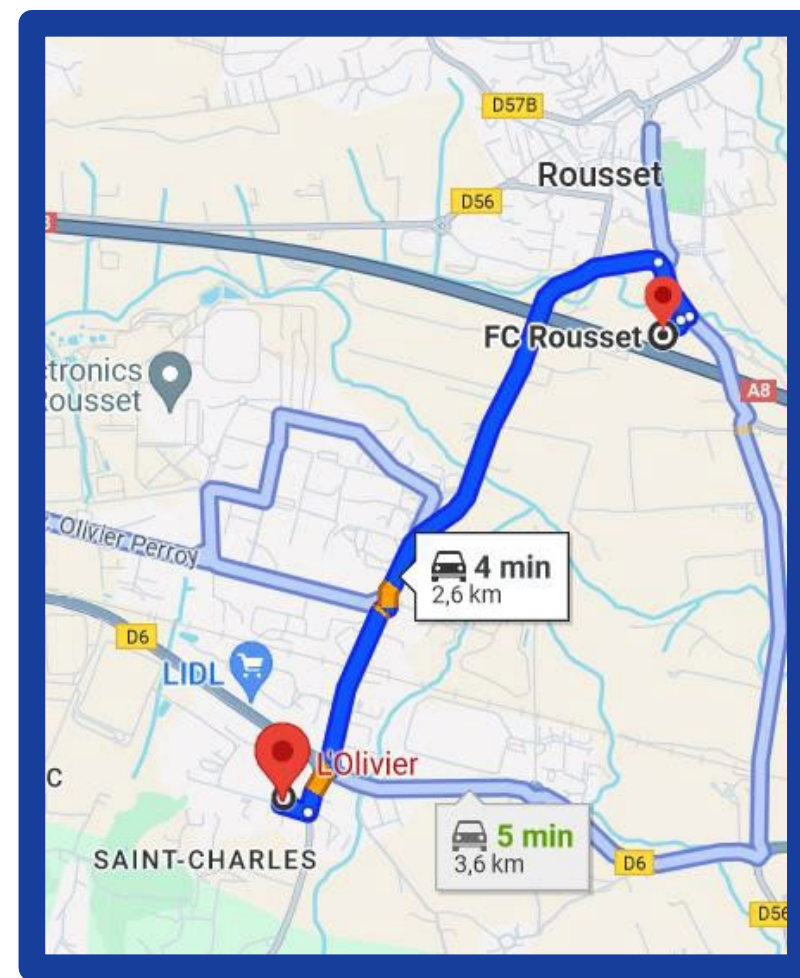 D57B
Rousset
D56
FC Rousset
ctronics
Rousset
A8
Olivier Perroy
4 min
2,6 km
D6
LIDL
L'Olivier
C
5 min
3,6 km
SAINT-CHARLES
D6
D56